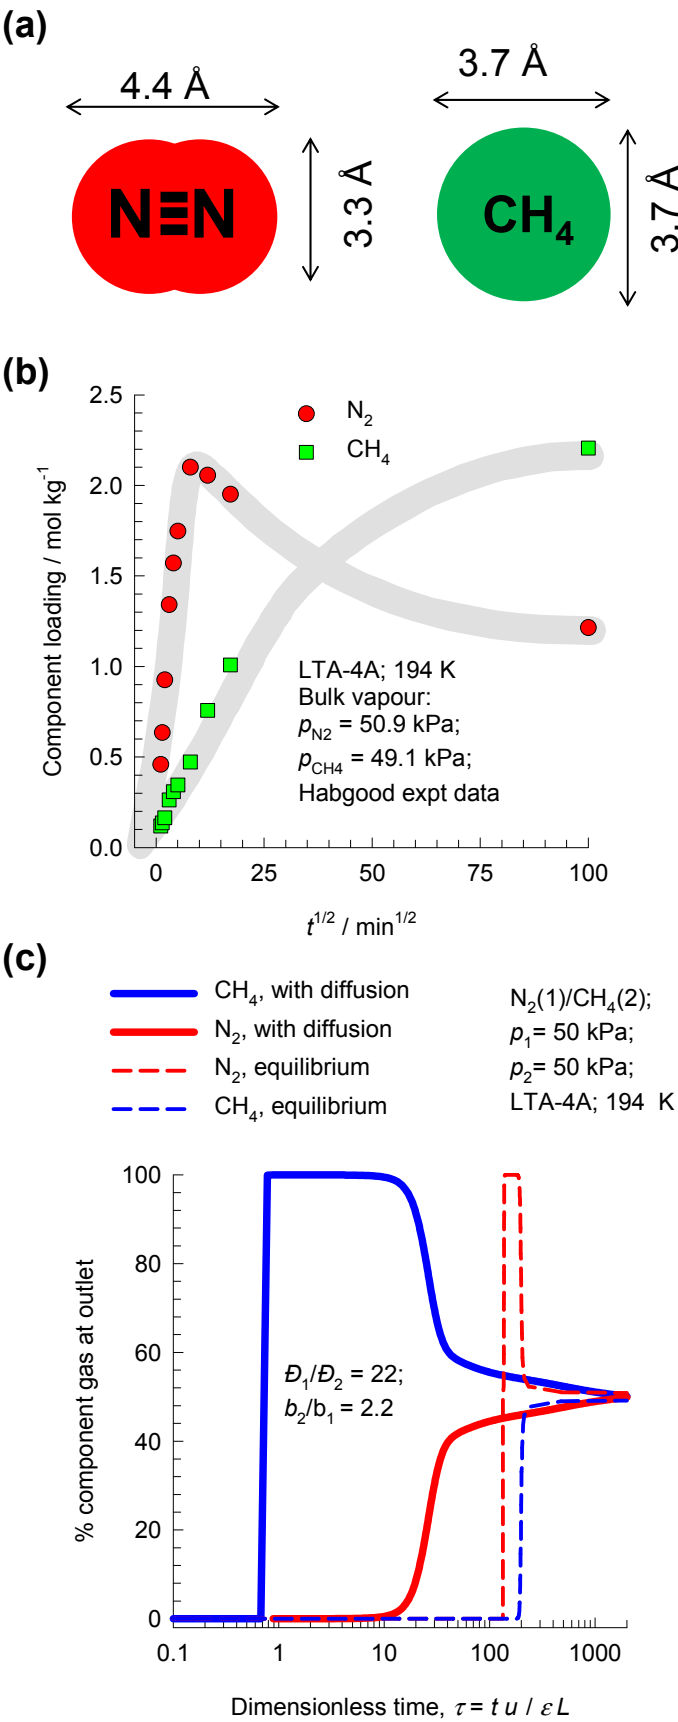 (a)
4.4 Å
3.7 Å
N≡N
3.3 Å
CH4
3.7 Å
(b)
2.5
2.0
1.5
1.0
0.5
0.0
Component loading / mol kg-1
N2
CH4
LTA-4A; 194 K
Bulk vapour:
pN2 = 50.9 kPa;
pCH4 = 49.1 kPa;
Habgood expt data
0 25 50 75 100
t1/2 / min1/2
(c)
CH4, with diffusion
N2, with diffusion
N2, equilibrium
CH4, equilibrium
N2(1)/CH4(2);
p1= 50 kPa;
p2= 50 kPa;
LTA-4A; 194 K
100
80
60
40
20
0
% component gas at outlet
Đ1/Đ2 = 22;
b2/b1 = 2.2
0.1 1 10 100 1000
Dimensionless time, τ = t u / ε L